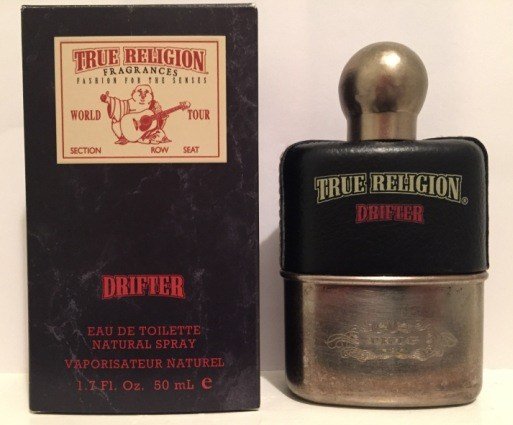 TRUE RELIGION
FRAGRANCES
FASHION FOR THE SENSES
WORLD TOUR
SECTION ROW SEAT
DRIFTER
EAU DE TOILETTE
NATURAL SPRAY
VAPORISATEUR NATUREL
1.7 Fl. Oz. 50 mL e
TRUE RELIGION®
DRIFTER